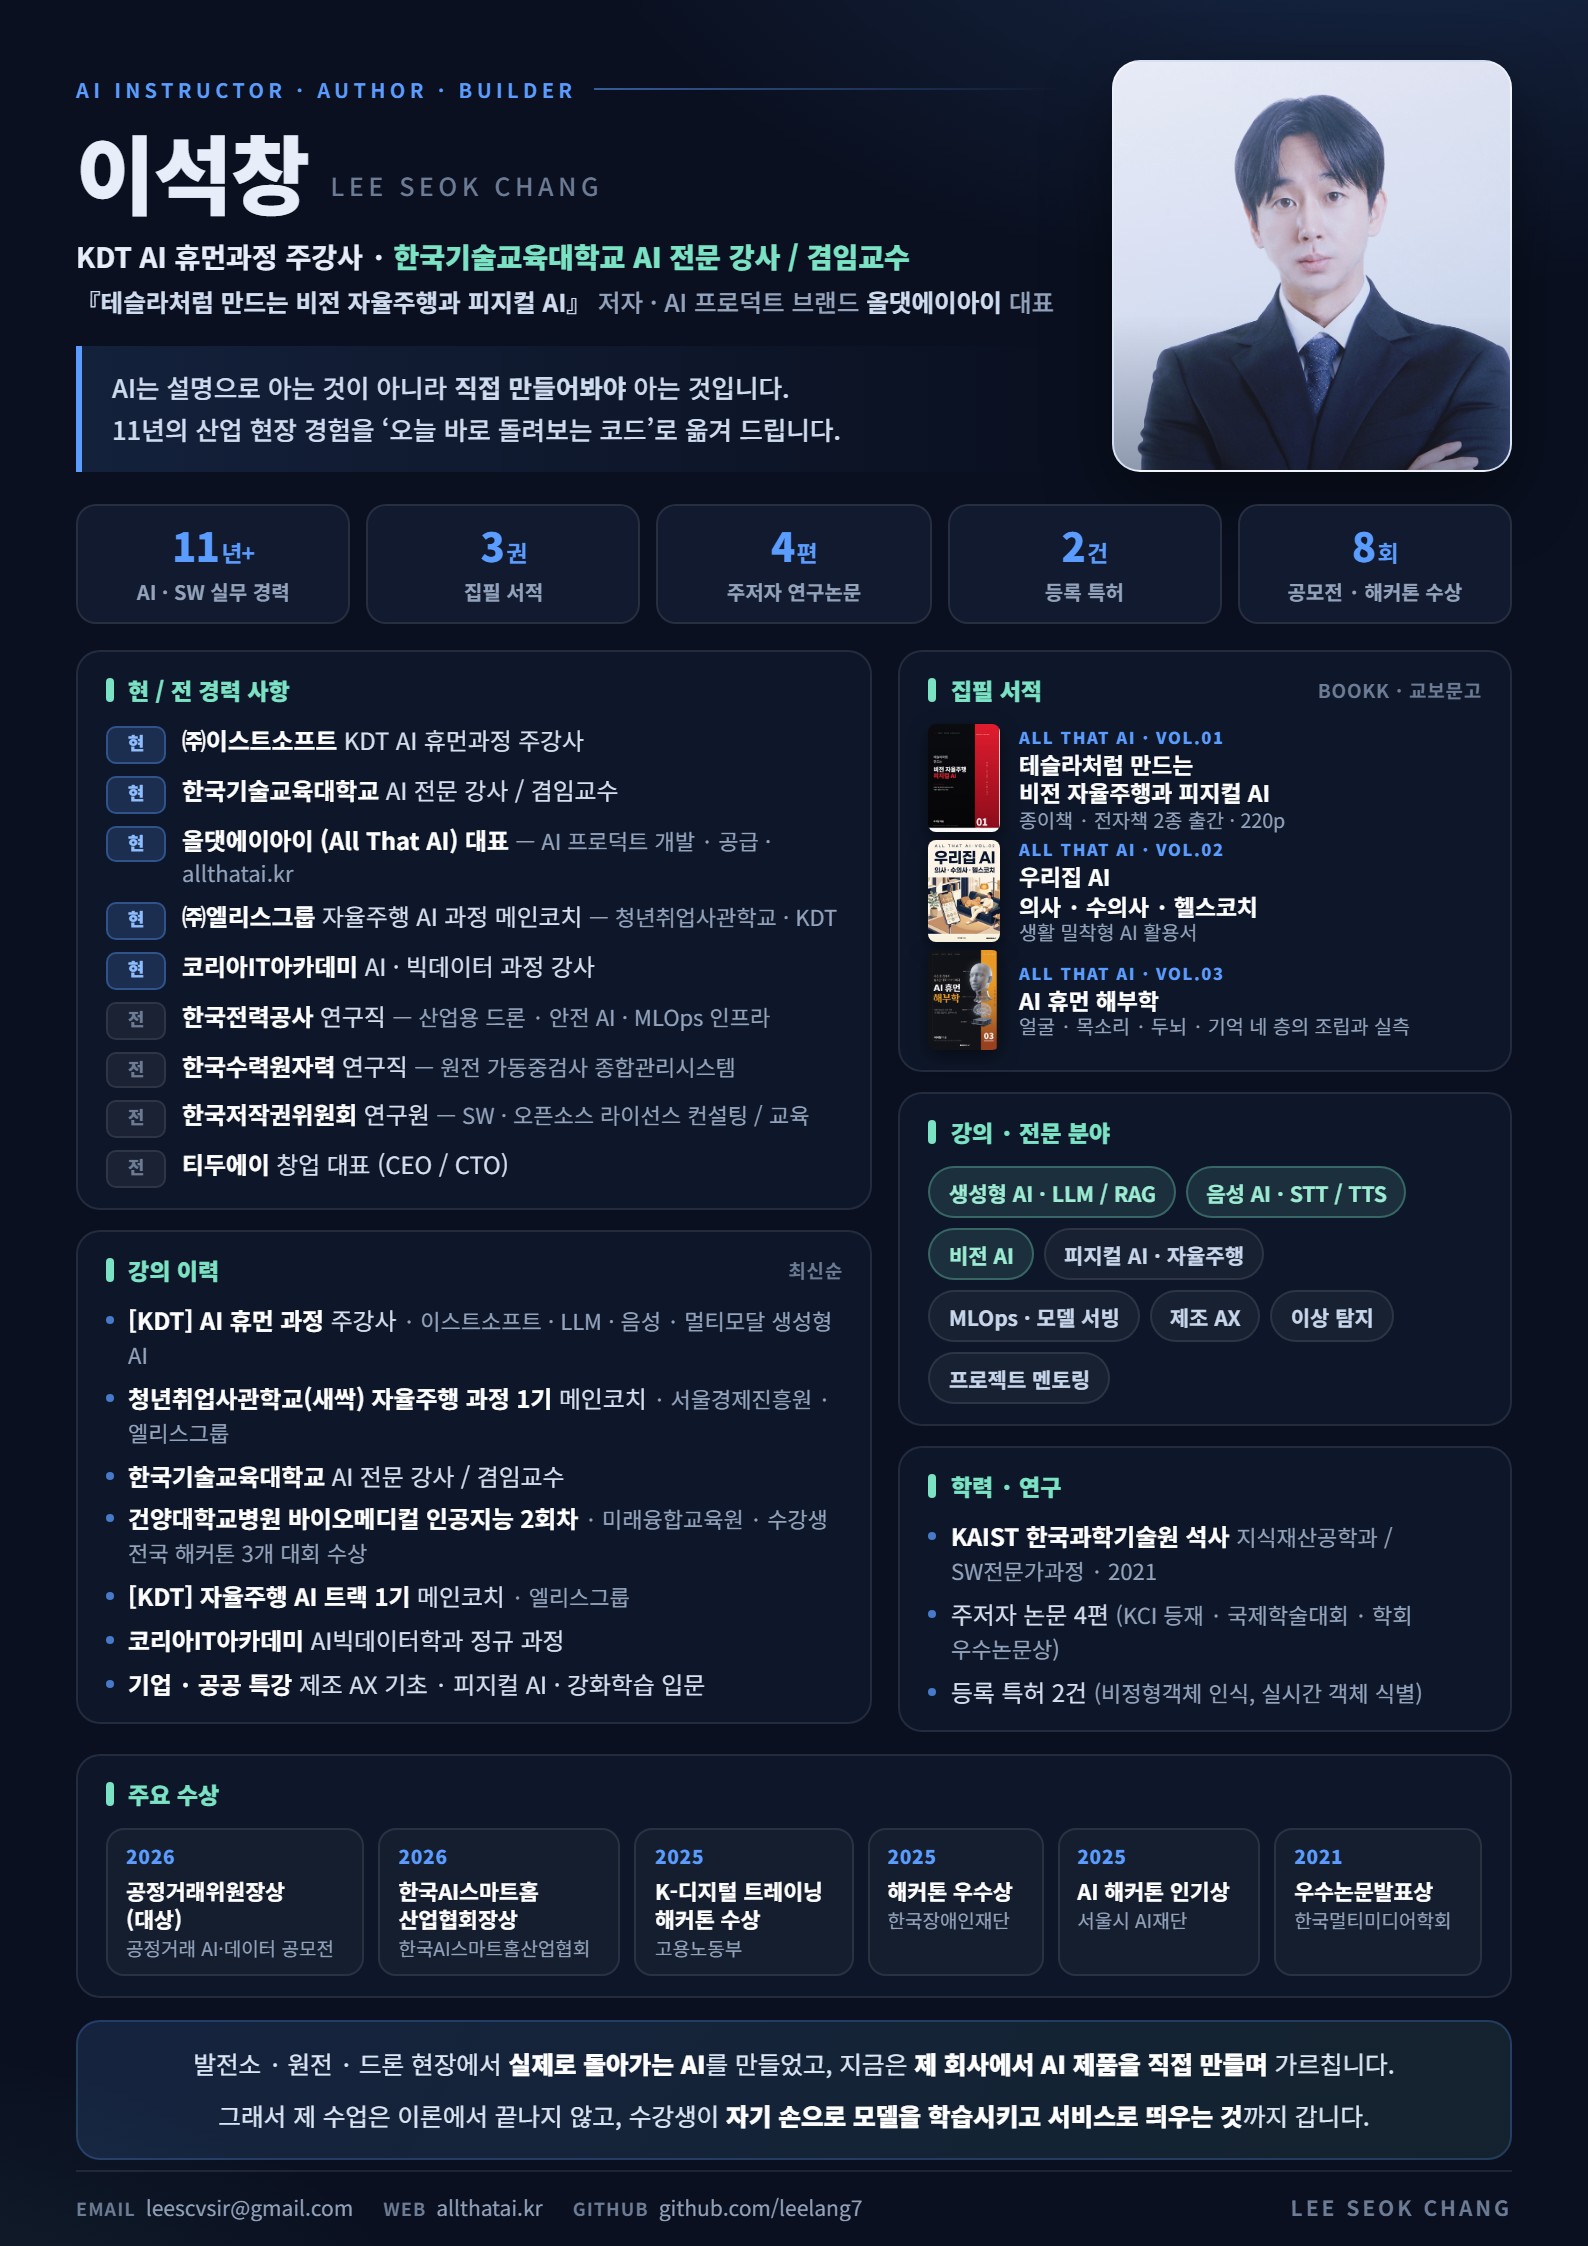 AI INSTRUCTOR · AUTHOR · BUILDER
이석창 LEE SEOK CHANG
KDT AI 휴먼과정 주강사 · 한국기술교육대학교 AI 전문 강사 / 겸임교수
『테슬라처럼 만드는 비전 자율주행과 피지컬 AI』 저자 · AI 프로덕트 브랜드 올댓에이아이 대표
AI는 설명으로 아는 것이 아니라 직접 만들어봐야 아는 것입니다.
11년의 산업 현장 경험을 ‘오늘 바로 돌려보는 코드’로 옮겨 드립니다.
11년+
AI · SW 실무 경력
3권
집필 서적
4편
주저자 연구논문
2건
등록 특허
8회
공모전 · 해커톤 수상
현 / 전 경력 사항
현 ㈜이스트소프트 KDT AI 휴먼과정 주강사
현 한국기술교육대학교 AI 전문 강사 / 겸임교수
현 올댓에이아이 (All That AI) 대표 — AI 프로덕트 개발 · 공급 ·
allthatai.kr
현 ㈜엘리스그룹 자율주행 AI 과정 메인코치 — 청년취업사관학교 · KDT
현 코리아IT아카데미 AI · 빅데이터 과정 강사
전 한국전력공사 연구직 — 산업용 드론 · 안전 AI · MLOps 인프라
전 한국수력원자력 연구직 — 원전 가동중검사 종합관리시스템
전 한국저작권위원회 연구원 — SW · 오픈소스 라이선스 컨설팅 / 교육
전 티두에이 창업 대표 (CEO / CTO)
강의 이력 최신순
• [KDT] AI 휴먼 과정 주강사 · 이스트소프트 · LLM · 음성 · 멀티모달 생성형
AI
• 청년취업사관학교(새싹) 자율주행 과정 1기 메인코치 · 서울경제진흥원 ·
엘리스그룹
• 한국기술교육대학교 AI 전문 강사 / 겸임교수
• 건양대학교병원 바이오메디컬 인공지능 2회차 · 미래융합교육원 · 수강생
전국 해커톤 3개 대회 수상
• [KDT] 자율주행 AI 트랙 1기 메인코치 · 엘리스그룹
• 코리아IT아카데미 AI빅데이터학과 정규 과정
• 기업 · 공공 특강 제조 AX 기초 · 피지컬 AI · 강화학습 입문
집필 서적 BOOKK · 교보문고
비전 자율주행
피지컬 AI
01
ALL THAT AI · VOL.01
테슬라처럼 만드는
비전 자율주행과 피지컬 AI
종이책 · 전자책 2종 출간 · 220p
ALL THAT AI · VOL.02
우리집 AI
의사 · 수의사 · 헬스코치
ALL THAT AI · VOL.02
우리집 AI
의사 · 수의사 · 헬스코치
생활 밀착형 AI 활용서
AI 휴먼
해부학
03
ALL THAT AI · VOL.03
AI 휴먼 해부학
얼굴 · 목소리 · 두뇌 · 기억 네 층의 조립과 실측
강의 · 전문 분야
생성형 AI · LLM / RAG
음성 AI · STT / TTS
비전 AI
피지컬 AI · 자율주행
MLOps · 모델 서빙
제조 AX
이상 탐지
프로젝트 멘토링
학력 · 연구
• KAIST 한국과학기술원 석사 지식재산공학과 /
SW전문가과정 · 2021
• 주저자 논문 4편 (KCI 등재 · 국제학술대회 · 학회
우수논문상)
• 등록 특허 2건 (비정형객체 인식, 실시간 객체 식별)
주요 수상
2026
공정거래위원장상
(대상)
공정거래 AI·데이터 공모전
2026
한국AI스마트홈
산업협회장상
한국AI스마트홈산업협회
2025
K-디지털 트레이닝
해커톤 수상
고용노동부
2025
해커톤 우수상
한국장애인재단
2025
AI 해커톤 인기상
서울시 AI재단
2021
우수논문발표상
한국멀티미디어학회
발전소 · 원전 · 드론 현장에서 실제로 돌아가는 AI를 만들었고, 지금은 제 회사에서 AI 제품을 직접 만들며 가르칩니다.
그래서 제 수업은 이론에서 끝나지 않고, 수강생이 자기 손으로 모델을 학습시키고 서비스로 띄우는 것까지 갑니다.
EMAIL leescvsir@gmail.com WEB allthatai.kr GITHUB github.com/leelang7 LEE SEOK CHANG